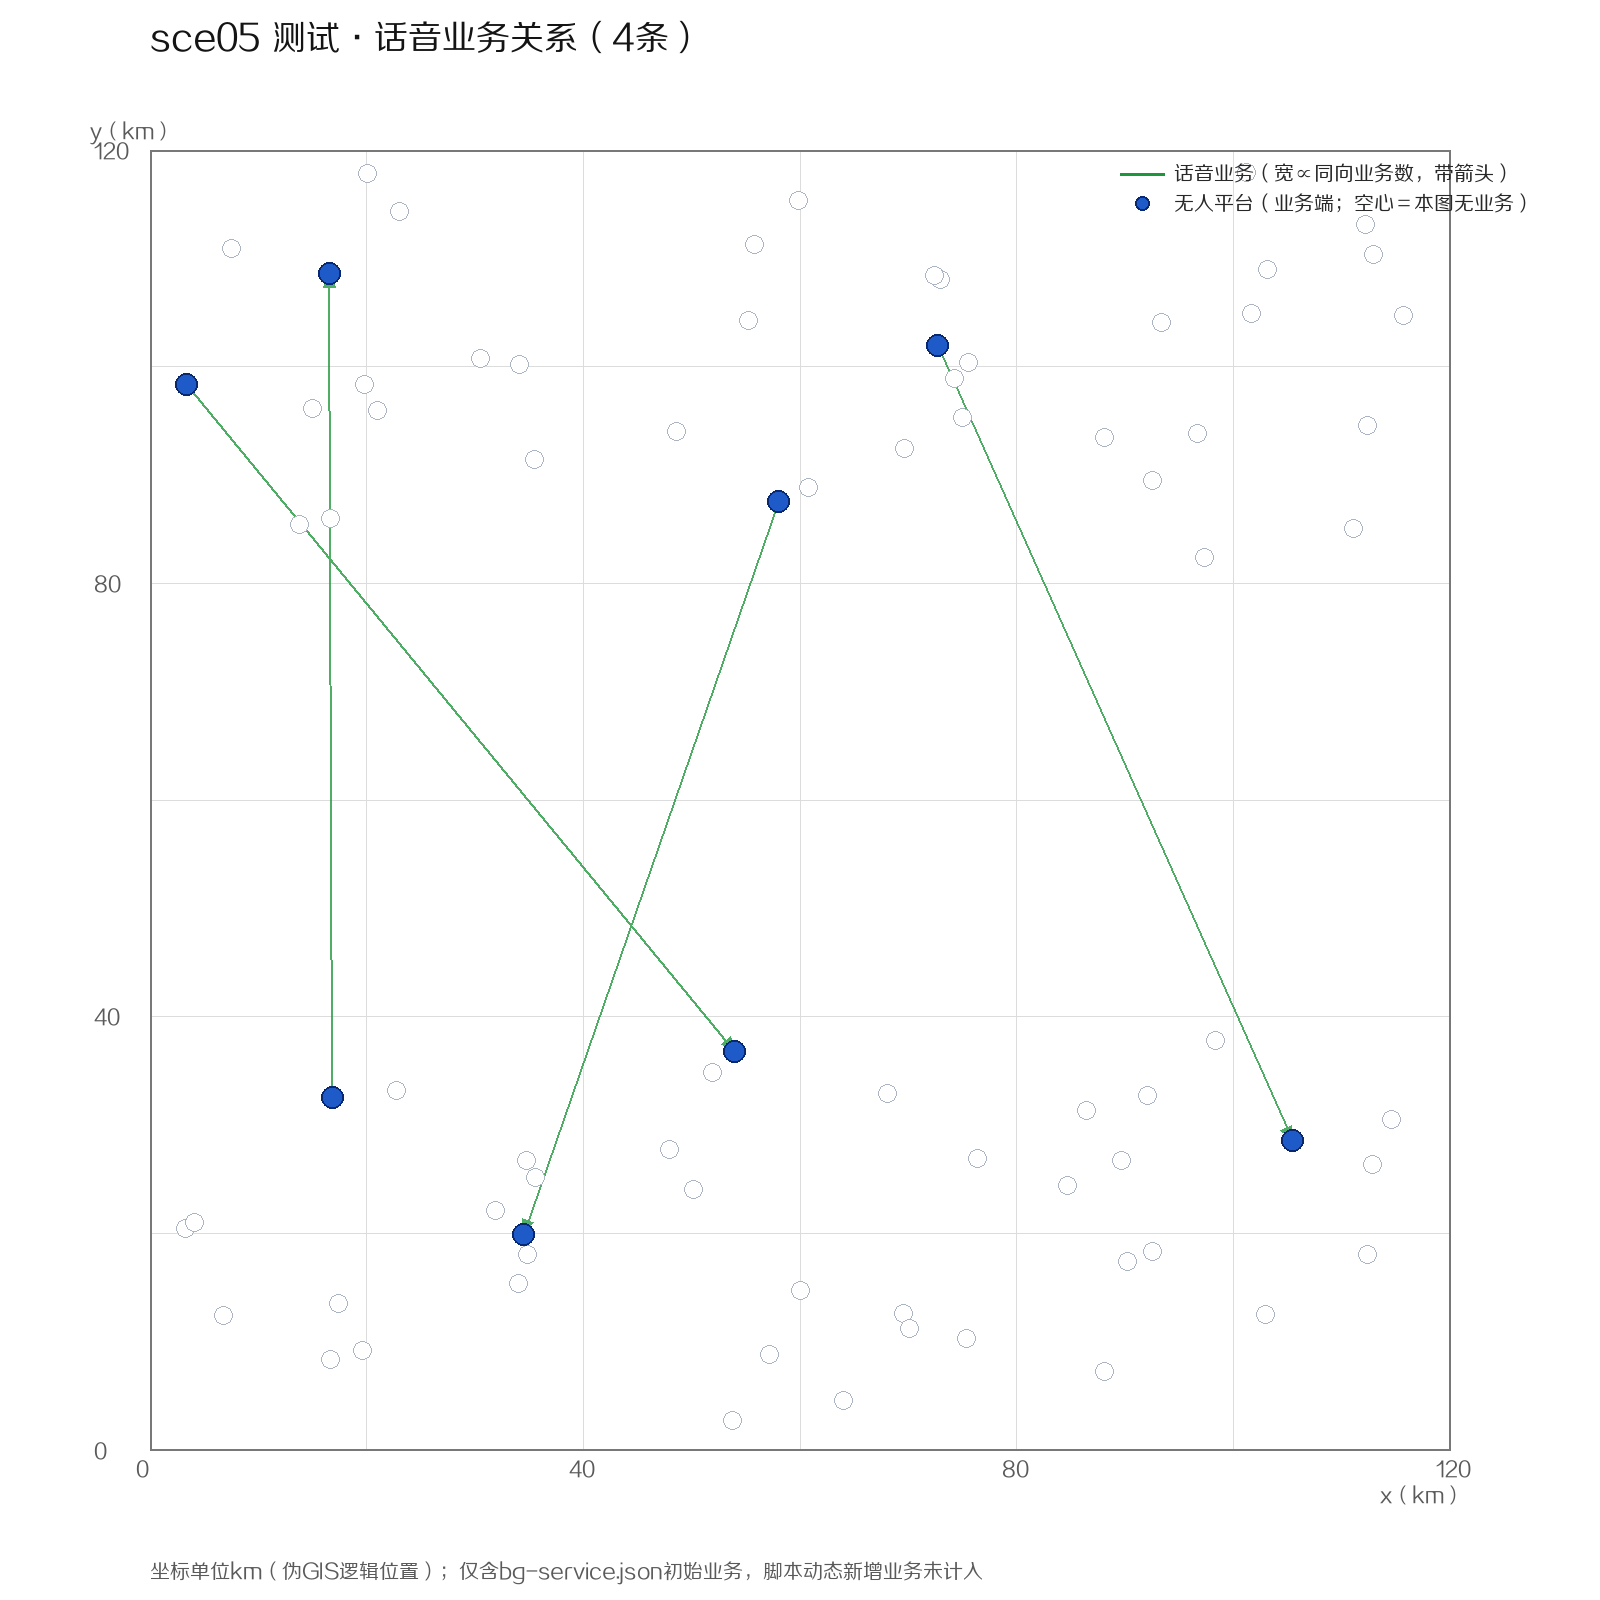 sce05 测试·话音业务关系（4条）
y（km）
120
话音业务（宽∝同向业务数，带箭头）
无人平台（业务端；空心＝本图无业务）
80
40
0
0 40 80 120
x（km）
坐标单位km（伪GIS逻辑位置）；仅含bg-service.json初始业务，脚本动态新增业务未计入